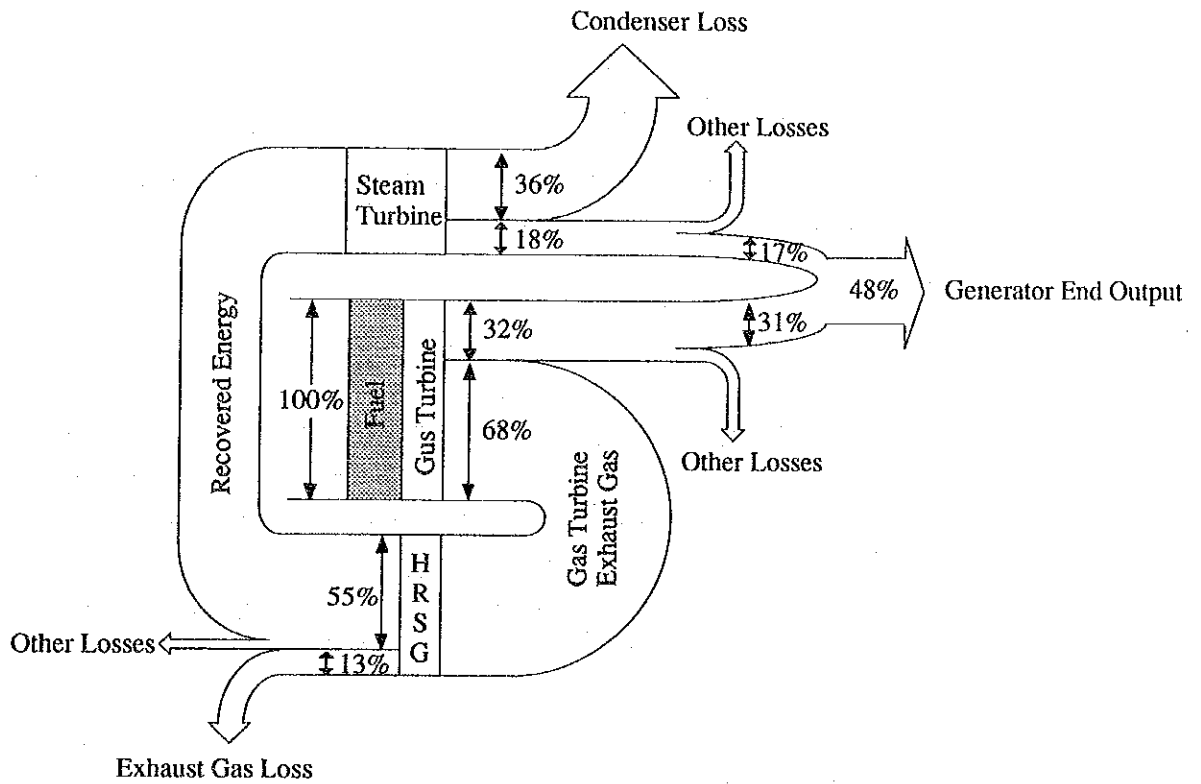 Condenser Loss
Other Losses
36%
Steam
Turbine
18%
17%
48%
Generator End Output
32%
31%
Recovered Energy
100%
Fuel
Gus Turbine
68%
Other Losses
Gas Turbine
Exhaust Gas
55%
H
R
S
G
Other Losses
13%
Exhaust Gas Loss